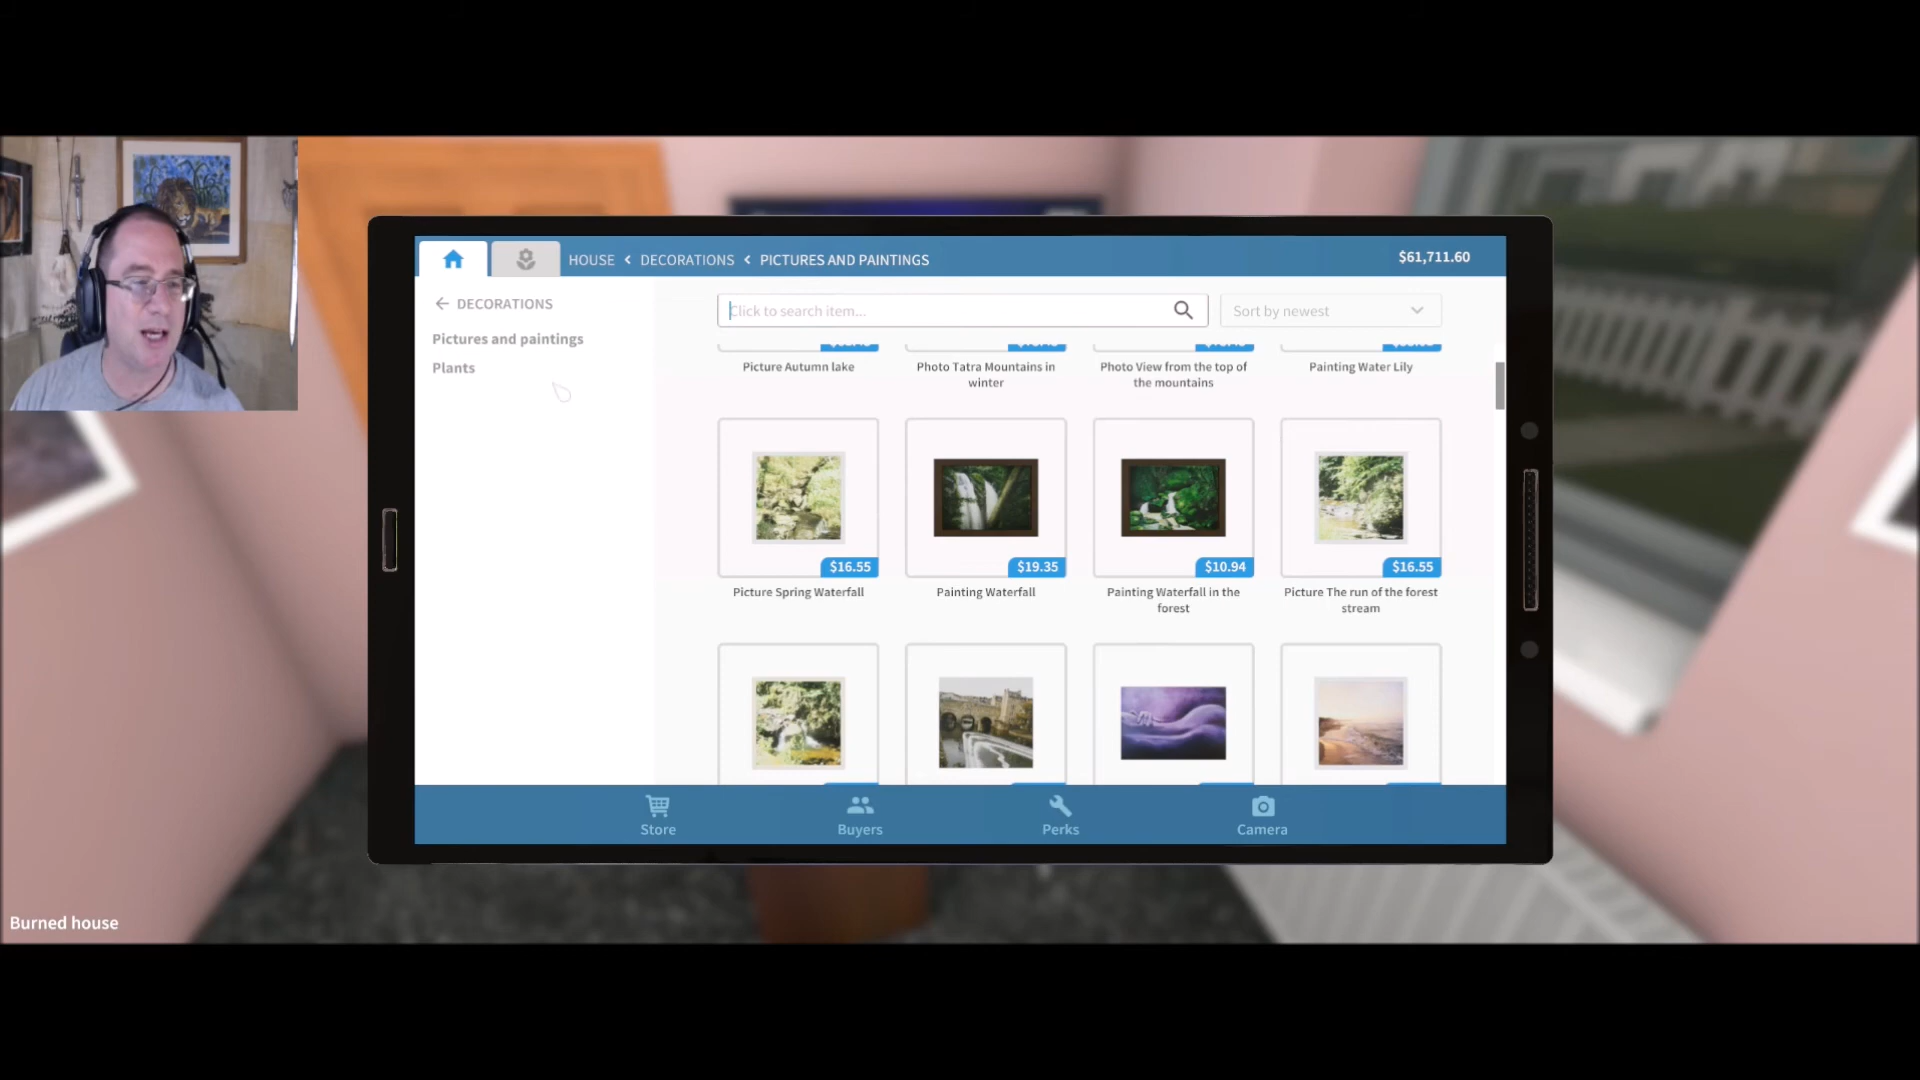 HOUSE < DECORATIONS < PICTURES AND PAINTINGS
$61,711.60
DECORATIONS
Click to search item...
Sort by newest
Pictures and paintings
Plants
Picture Autumn lake
Photo Tatra Mountains in
winter
Photo View from the top of
the mountains
Painting Water Lily
$16.55
$19.35
$10.94
$16.55
Picture Spring Waterfall
Painting Waterfall
Painting Waterfall in the
forest
Picture The run of the forest
stream
Store
Buyers
Perks
Camera
Burned house